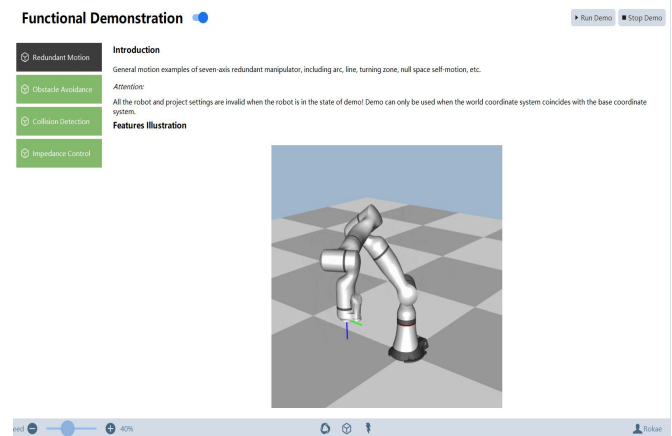 Functional Demonstration
Run Demo
Stop Demo
Redundant Motion
Obstacle Avoidance
Collision Detection
Impedance Control
Introduction
General motion examples of seven-axis redundant manipulator, including arc, line, turning zone, null space self-motion, etc.
Attention:
All the robot and project settings are invalid when the robot is in the state of demo! Demo can only be used when the world coordinate system coincides with the base coordinate
system.
Features Illustration
eed
40%
Rokae